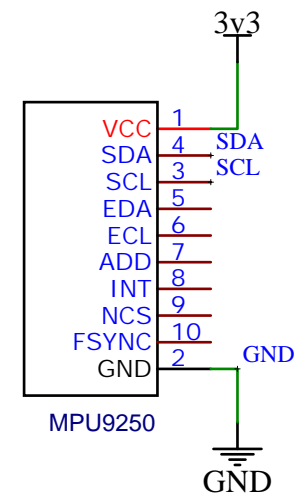 3v3
VCC 1
SDA 4 SDA
SCL 3 SCL
EDA 5
ECL 6
ADD 7
INT 8
NCS 9
FSYNC 10
GND 2 GND
MPU9250
GND